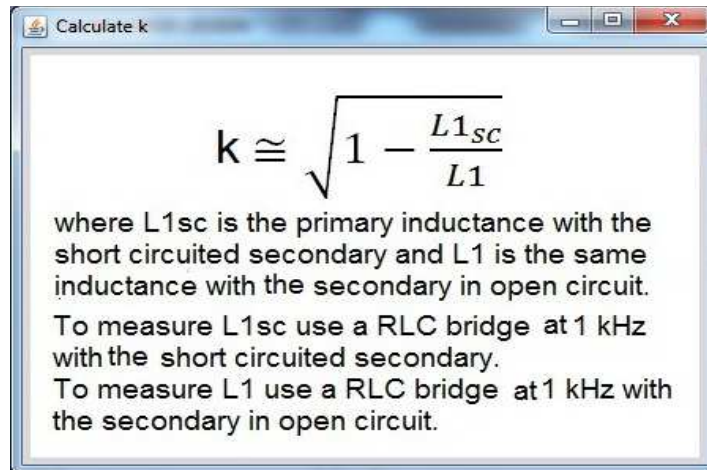 Calculate k
k ≅ √(1 − L1sc/L1)
where L1sc is the primary inductance with the
short circuited secondary and L1 is the same
inductance with the secondary in open circuit.
To measure L1sc use a RLC bridge at 1 kHz
with the short circuited secondary.
To measure L1 use a RLC bridge at 1 kHz with
the secondary in open circuit.